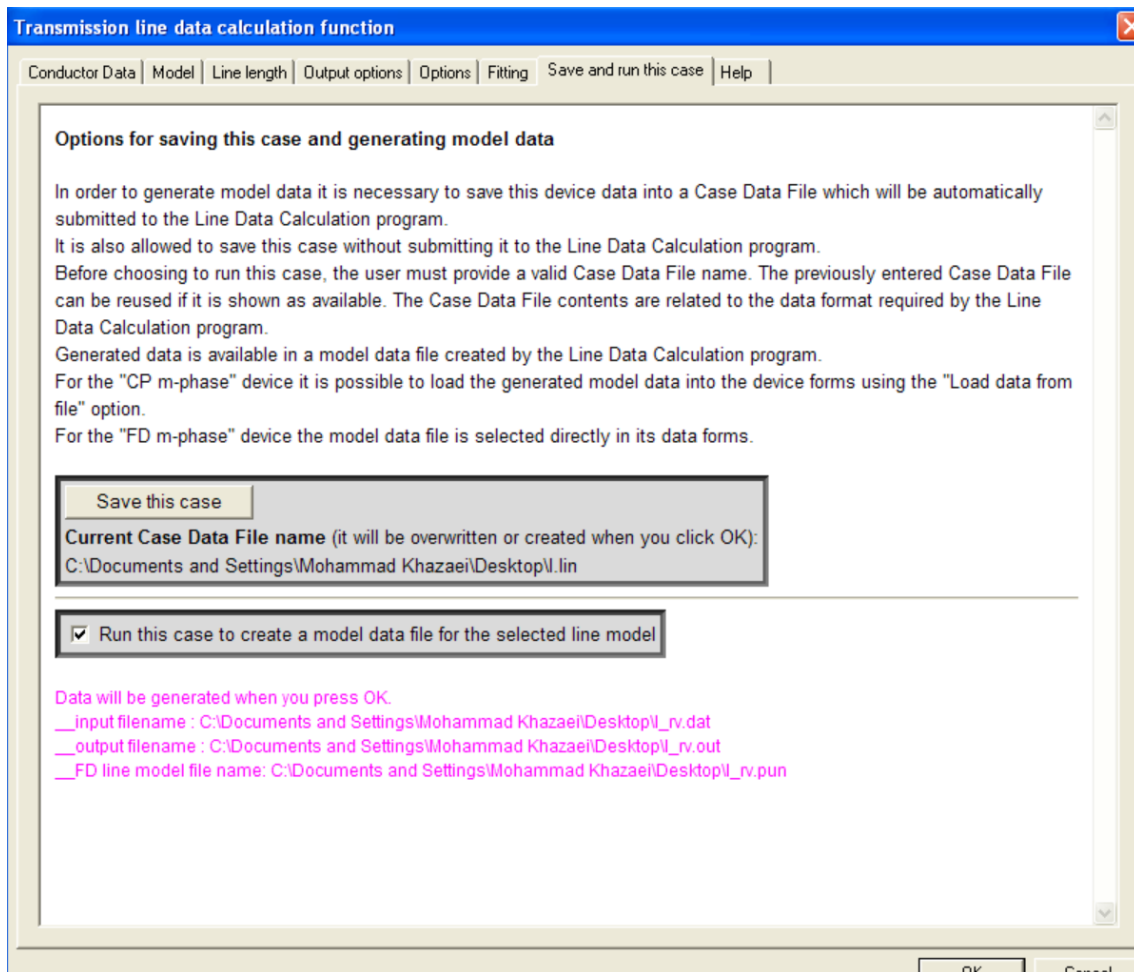 Transmission line data calculation function
Conductor Data | Model | Line length | Output options | Options | Fitting | Save and run this case | Help
Options for saving this case and generating model data
In order to generate model data it is necessary to save this device data into a Case Data File which will be automatically
submitted to the Line Data Calculation program.
It is also allowed to save this case without submitting it to the Line Data Calculation program.
Before choosing to run this case, the user must provide a valid Case Data File name. The previously entered Case Data File
can be reused if it is shown as available. The Case Data File contents are related to the data format required by the Line
Data Calculation program.
Generated data is available in a model data file created by the Line Data Calculation program.
For the "CP m-phase" device it is possible to load the generated model data into the device forms using the "Load data from
file" option.
For the "FD m-phase" device the model data file is selected directly in its data forms.
Save this case
Current Case Data File name (it will be overwritten or created when you click OK):
C:\Documents and Settings\Mohammad Khazaei\Desktop\l.lin
Run this case to create a model data file for the selected line model
Data will be generated when you press OK.
__input filename : C:\Documents and Settings\Mohammad Khazaei\Desktop\l_rv.dat
__output filename : C:\Documents and Settings\Mohammad Khazaei\Desktop\l_rv.out
__FD line model file name: C:\Documents and Settings\Mohammad Khazaei\Desktop\l_rv.pun
OK Cancel